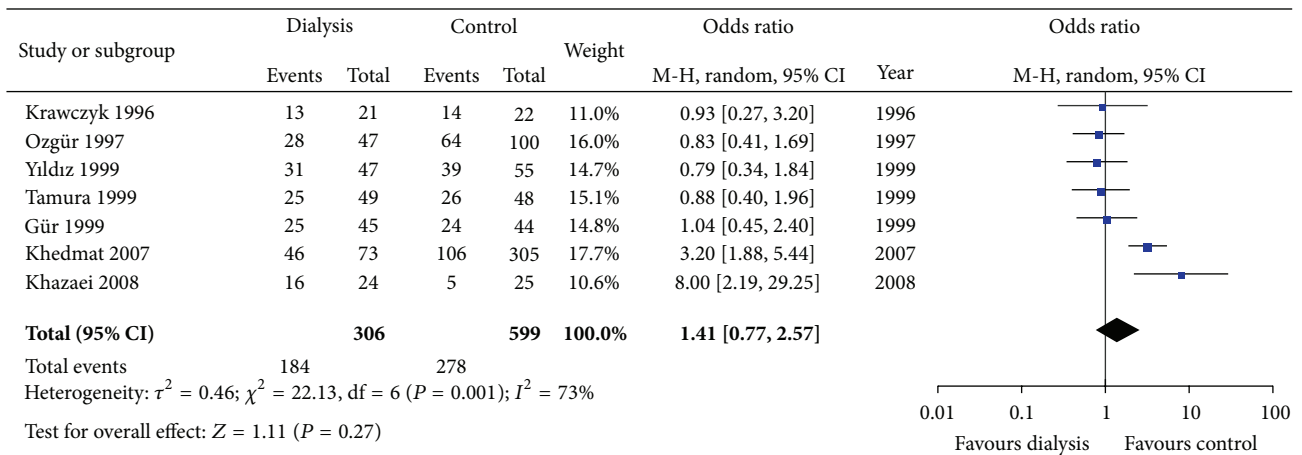 Dialysis Control Odds ratio Odds ratio
Study or subgroup Weight
Events Total Events Total M-H, random, 95% CI Year M-H, random, 95% CI
Krawczyk 1996 13 21 14 22 11.0% 0.93 [0.27, 3.20] 1996
Ozgür 1997 28 47 64 100 16.0% 0.83 [0.41, 1.69] 1997
Yıldız 1999 31 47 39 55 14.7% 0.79 [0.34, 1.84] 1999
Tamura 1999 25 49 26 48 15.1% 0.88 [0.40, 1.96] 1999
Gür 1999 25 45 24 44 14.8% 1.04 [0.45, 2.40] 1999
Khedmat 2007 46 73 106 305 17.7% 3.20 [1.88, 5.44] 2007
Khazaei 2008 16 24 5 25 10.6% 8.00 [2.19, 29.25] 2008
Total (95% CI) 306 599 100.0% 1.41 [0.77, 2.57]
Total events 184 278
Heterogeneity: τ² = 0.46; χ² = 22.13, df = 6 (P = 0.001); I² = 73%
0.01 0.1 1 10 100
Test for overall effect: Z = 1.11 (P = 0.27)
Favours dialysis Favours control